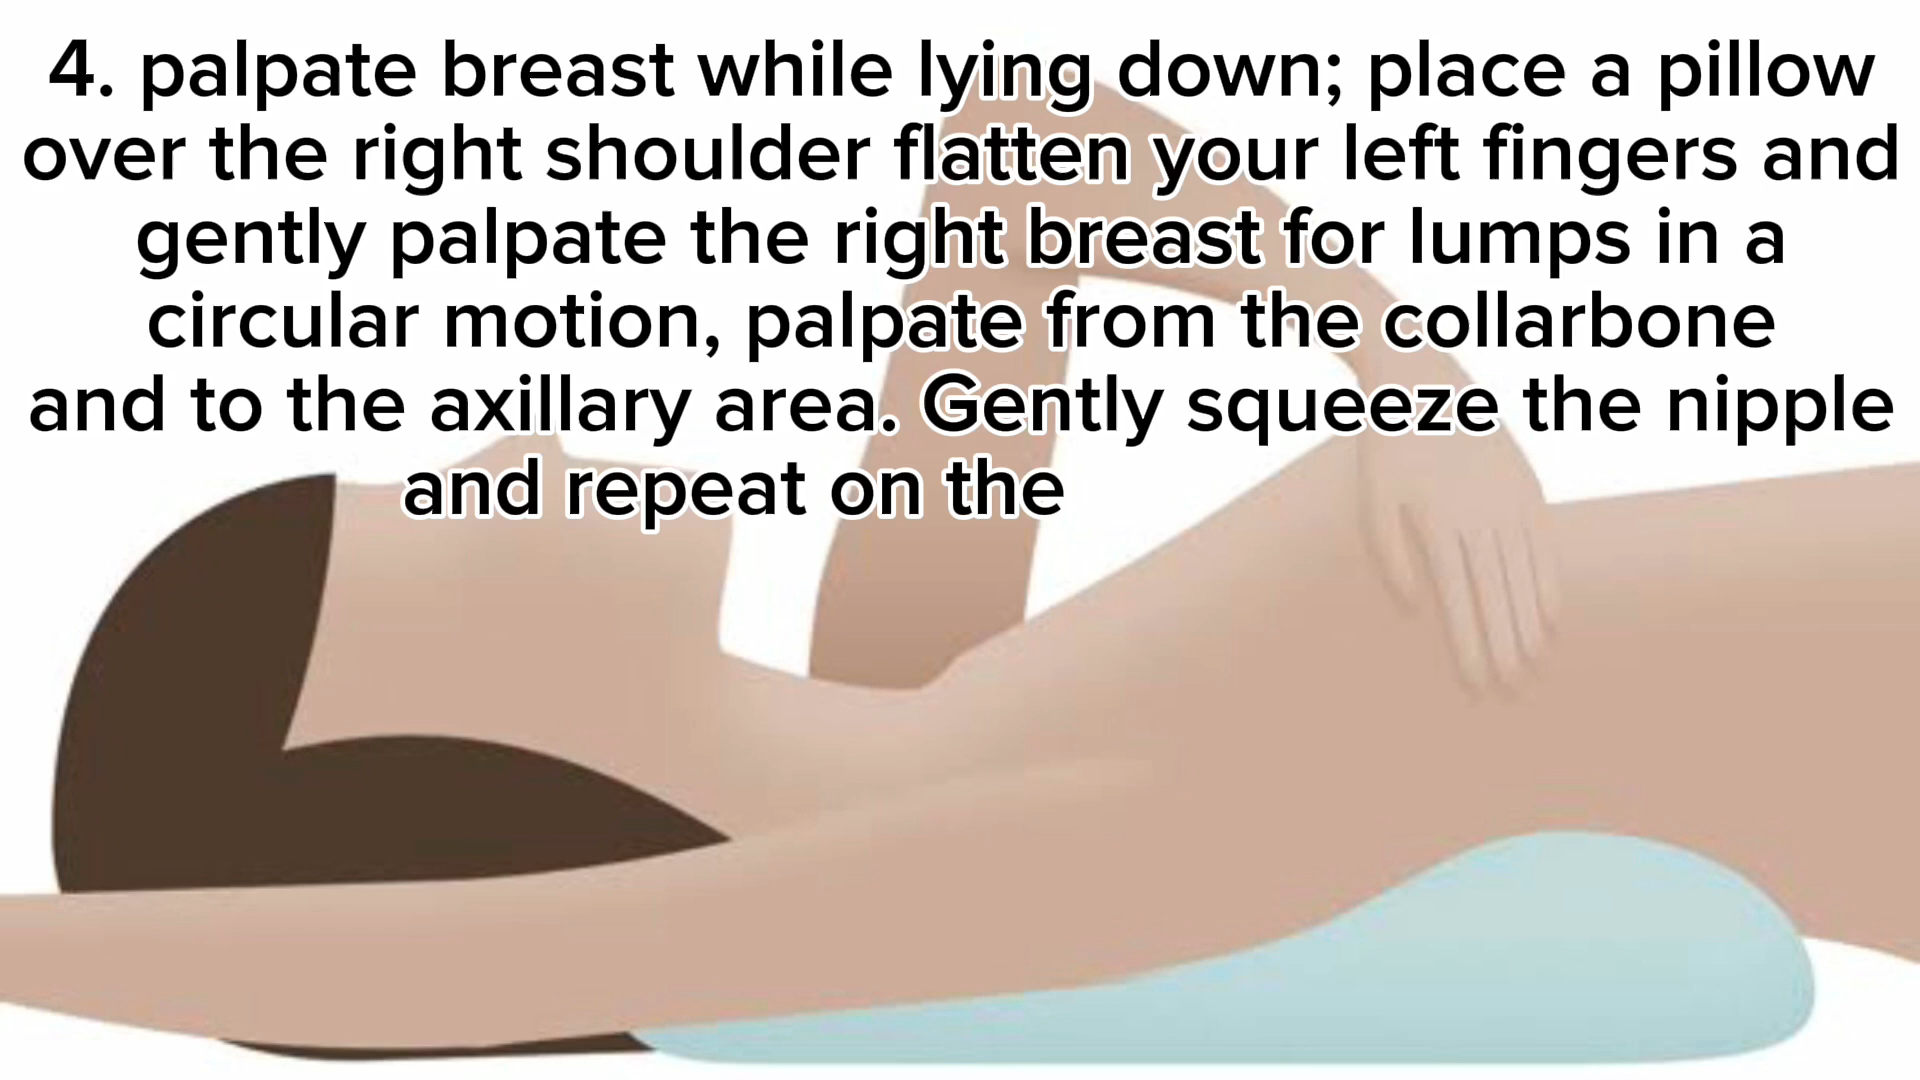 4. palpate breast while lying down; place a pillow
over the right shoulder flatten your left fingers and
gently palpate the right breast for lumps in a
circular motion, palpate from the collarbone
and to the axillary area. Gently squeeze the nipple
and repeat on the